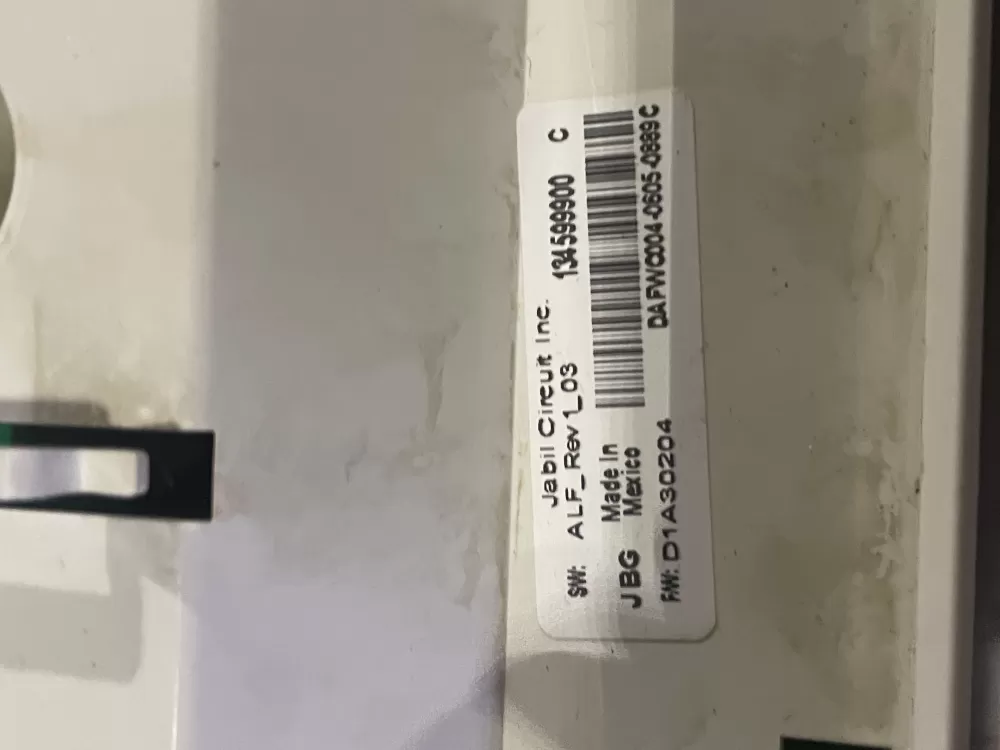 Jabil Circuit Inc. 134599900 C
SW: ALF_Rev1_03
JBG Made In Mexico
F/W: D1A30204 DAFWC004-0605-0889C